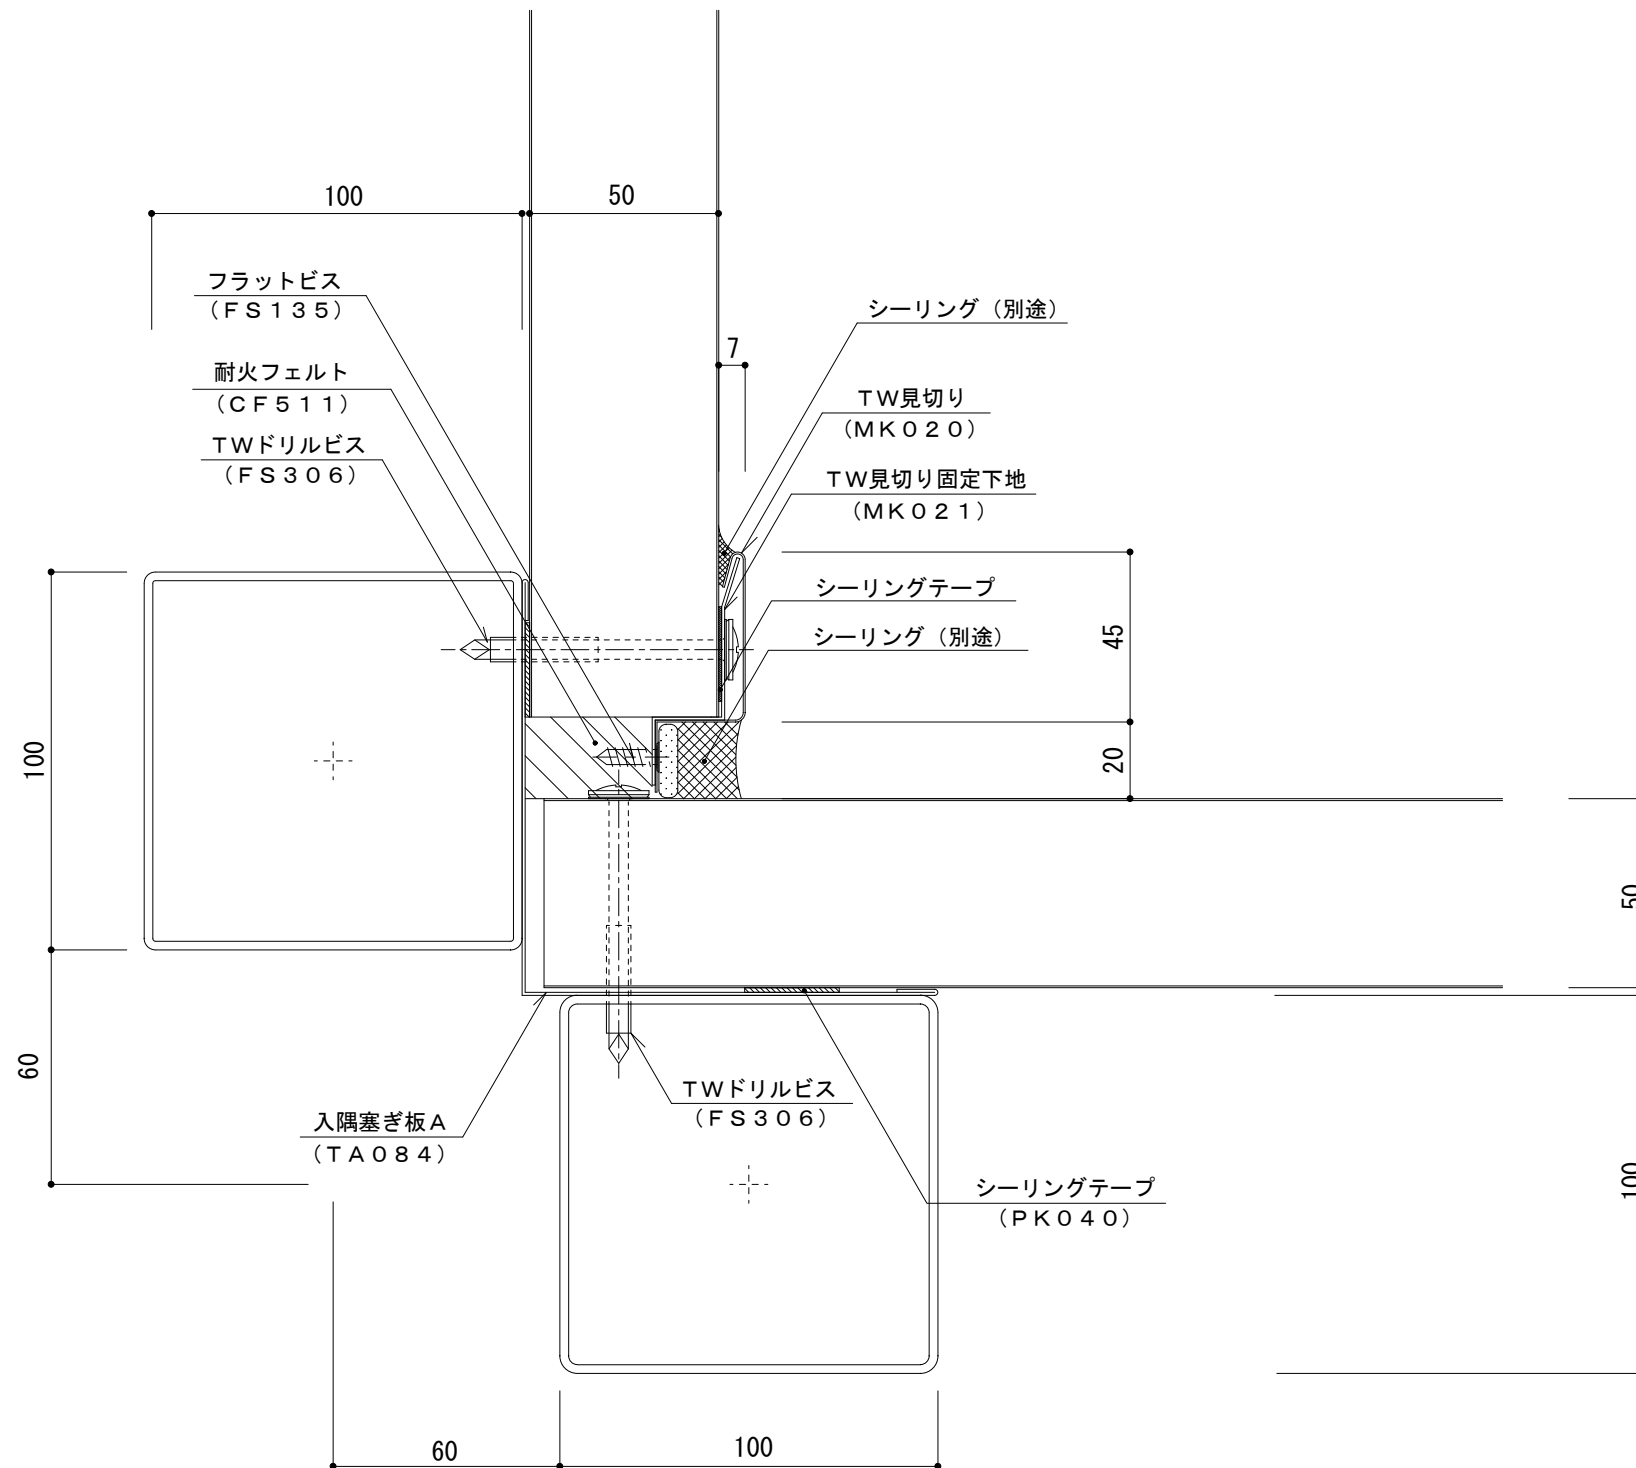 100
50
フラットビス
（ＦＳ１３５）
シーリング（別途）
7
耐火フェルト
（ＣＦ５１１）
ＴＷ見切り
（ＭＫ０２０）
ＴＷドリルビス
（ＦＳ３０６）
ＴＷ見切り固定下地
（ＭＫ０２１）
シーリングテープ
シーリング（別途）
45
100
20
50
60
ＴＷドリルビス
（ＦＳ３０６）
入隅塞ぎ板Ａ
（ＴＡ０８４）
シーリングテープ
（ＰＫ０４０）
100
60
100